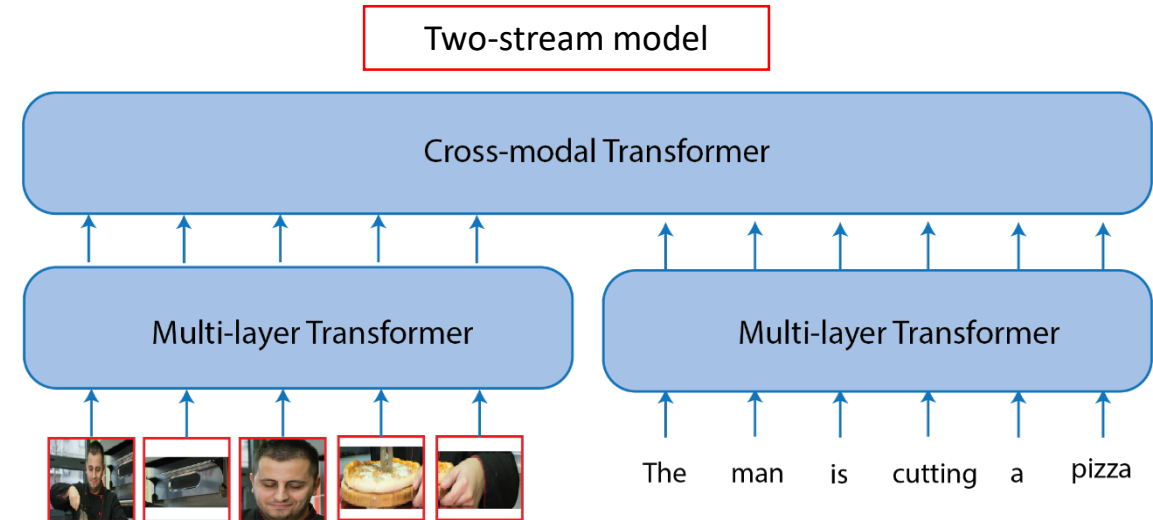 Two-stream model
Cross-modal Transformer
Multi-layer Transformer
Multi-layer Transformer
The man is cutting a pizza